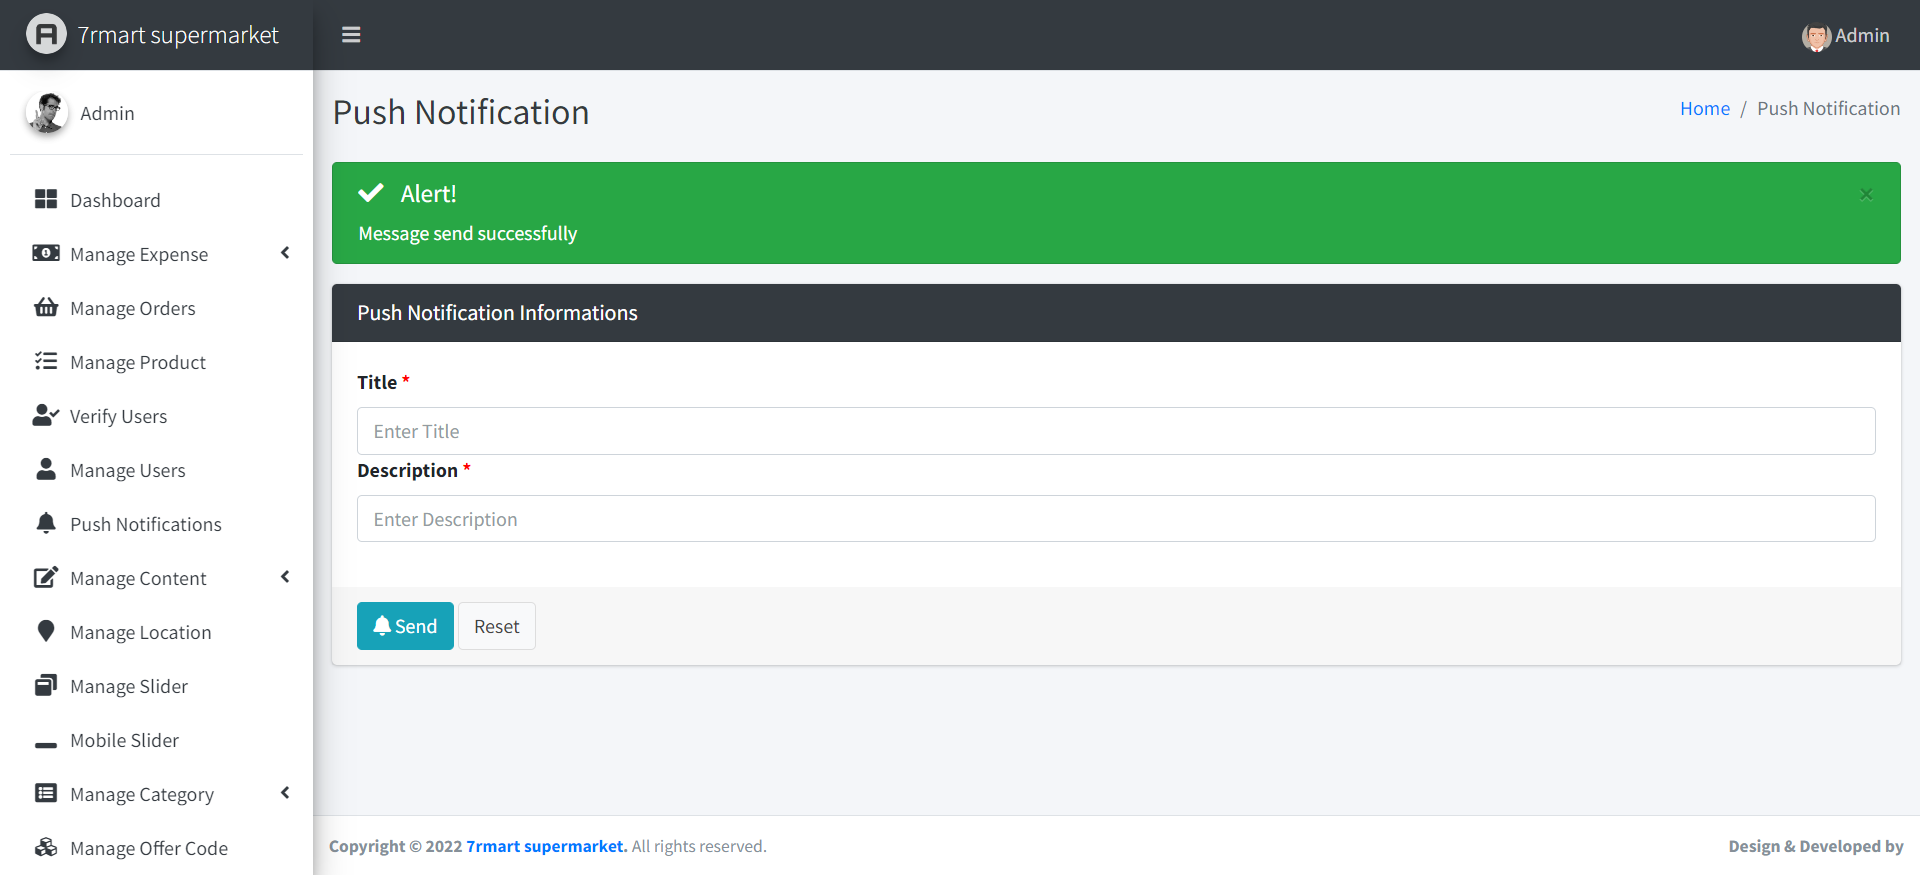 7rmart supermarket
Admin
Admin
Dashboard
Manage Expense
Manage Orders
Manage Product
Verify Users
Manage Users
Push Notifications
Manage Content
Manage Location
Manage Slider
Mobile Slider
Manage Category
Manage Offer Code
Push Notification
Home / Push Notification
Alert!
×
Message send successfully
Push Notification Informations
Title *
Enter Title
Description *
Enter Description
Send
Reset
Copyright © 2022 7rmart supermarket. All rights reserved.
Design & Developed by